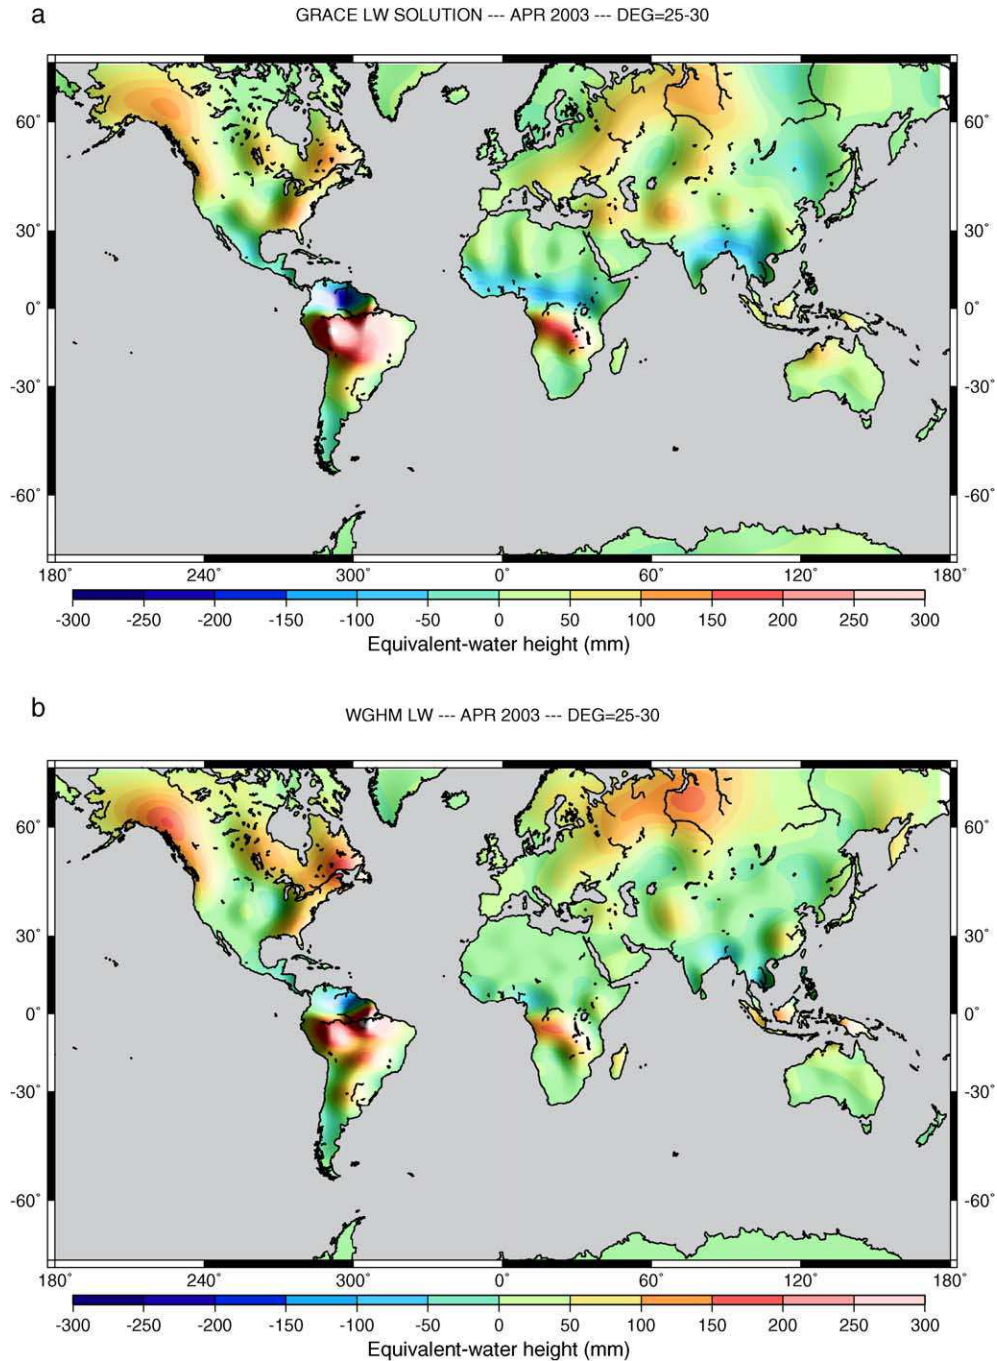 a
GRACE LW SOLUTION --- APR 2003 --- DEG=25-30
60˚ 60˚
30˚ 30˚
0˚ 0˚
-30˚ -30˚
-60˚ -60˚
180˚ 240˚ 300˚ 0˚ 60˚ 120˚ 180˚
-300 -250 -200 -150 -100 -50 0 50 100 150 200 250 300
Equivalent-water height (mm)
b
WGHM LW --- APR 2003 --- DEG=25-30
60˚ 60˚
30˚ 30˚
0˚ 0˚
-30˚ -30˚
-60˚ -60˚
180˚ 240˚ 300˚ 0˚ 60˚ 120˚ 180˚
-300 -250 -200 -150 -100 -50 0 50 100 150 200 250 300
Equivalent-water height (mm)